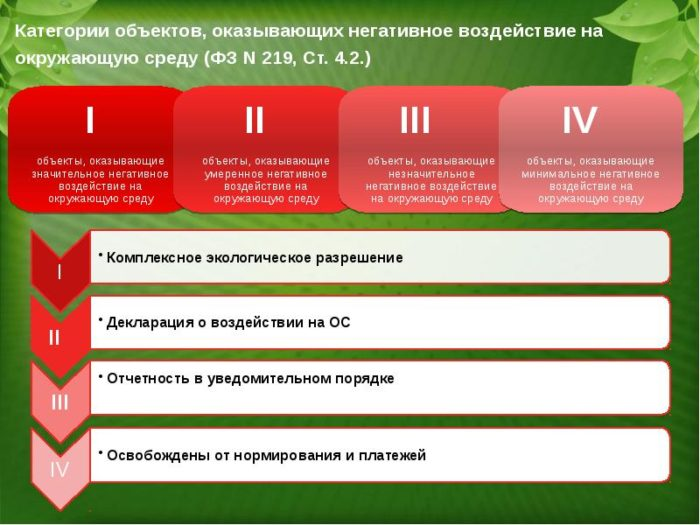 Категории объектов, оказывающих негативное воздействие на
окружающую среду (ФЗ N 219, Ст. 4.2.)
I
объекты, оказывающие
значительное негативное
воздействие на
окружающую среду
II
объекты, оказывающие
умеренное негативное
воздействие на
окружающую среду
III
объекты, оказывающие
незначительное
негативное воздействие
на окружающую среду
IV
объекты, оказывающие
минимальное негативное
воздействие на
окружающую среду
I
• Комплексное экологическое разрешение
II
• Декларация о воздействии на ОС
III
• Отчетность в уведомительном порядке
IV
• Освобождены от нормирования и платежей